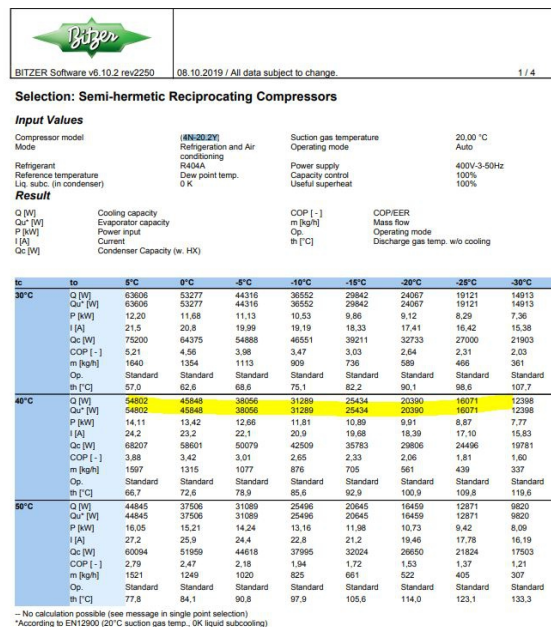 Bitzer
BITZER Software v6.10.2 rev2250 08.10.2019 / All data subject to change. 1 / 4
Selection: Semi-hermetic Reciprocating Compressors
Input Values
Compressor model (4N-20.2Y) Suction gas temperature 20,00 °C
Mode Refrigeration and Air conditioning Operating mode Auto
Refrigerant R404A Power supply 400V-3-50Hz
Reference temperature Dew point temp. Capacity control 100%
Liq. subc. (in condenser) 0 K Useful superheat 100%
Result
Q [W] Cooling capacity COP [ - ] COP/EER
Qu* [W] Evaporator capacity m [kg/h] Mass flow
P [kW] Power input Op. Operating mode
I [A] Current th [°C] Discharge gas temp. w/o cooling
Qc [W] Condenser Capacity (w. HX)
tc to 5°C 0°C -5°C -10°C -15°C -20°C -25°C -30°C
30°C Q [W] 63606 53277 44316 36552 29842 24067 19121 14913
Qu* [W] 63606 53277 44316 36552 29842 24067 19121 14913
P [kW] 12,20 11,68 11,13 10,53 9,86 9,12 8,29 7,36
I [A] 21,5 20,8 19,99 19,19 18,33 17,41 16,42 15,38
Qc [W] 75200 64375 54888 46551 39211 32733 27000 21903
COP [ - ] 5,21 4,56 3,98 3,47 3,03 2,64 2,31 2,03
m [kg/h] 1640 1354 1113 909 736 589 466 361
Op. Standard Standard Standard Standard Standard Standard Standard Standard
th [°C] 57,0 62,6 68,6 75,1 82,2 90,1 98,6 107,7
40°C Q [W] 54802 45848 38056 31289 25434 20390 16071 12398
Qu* [W] 54802 45848 38056 31289 25434 20390 16071 12398
P [kW] 14,11 13,42 12,66 11,81 10,89 9,91 8,87 7,77
I [A] 24,2 23,2 22,1 20,9 19,68 18,39 17,10 15,83
Qc [W] 68207 58601 50079 42509 35783 29806 24496 19781
COP [ - ] 3,88 3,42 3,01 2,65 2,33 2,06 1,81 1,60
m [kg/h] 1597 1315 1077 876 705 561 439 337
Op. Standard Standard Standard Standard Standard Standard Standard Standard
th [°C] 66,7 72,6 78,9 85,6 92,9 100,9 109,8 119,6
50°C Q [W] 44845 37506 31089 25496 20645 16459 12871 9820
Qu* [W] 44845 37506 31089 25496 20645 16459 12871 9820
P [kW] 16,05 15,21 14,24 13,16 11,98 10,73 9,42 8,09
I [A] 27,2 25,9 24,4 22,8 21,2 19,46 17,78 16,19
Qc [W] 60094 51959 44618 37995 32024 26650 21824 17503
COP [ - ] 2,79 2,47 2,18 1,94 1,72 1,53 1,37 1,21
m [kg/h] 1521 1249 1020 825 661 522 405 307
Op. Standard Standard Standard Standard Standard Standard Standard Standard
th [°C] 77,8 84,1 90,8 97,9 105,6 114,0 123,1 133,3
-- No calculation possible (see message in single point selection)
*According to EN12900 (20°C suction gas temp., 0K liquid subcooling)